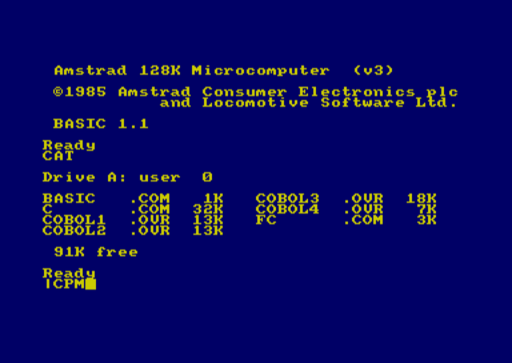 Amstrad 128K Microcomputer (v3)
©1985 Amstrad Consumer Electronics plc
and Locomotive Software Ltd.
BASIC 1.1
Ready
CAT
Drive A: user 0
BASIC .COM 1K COBOL3 .OVR 18K
C .COM 32K COBOL4 .OVR 7K
COBOL1 .OVR 13K FC .COM 3K
COBOL2 .OVR 13K
91K free
Ready
|CPM